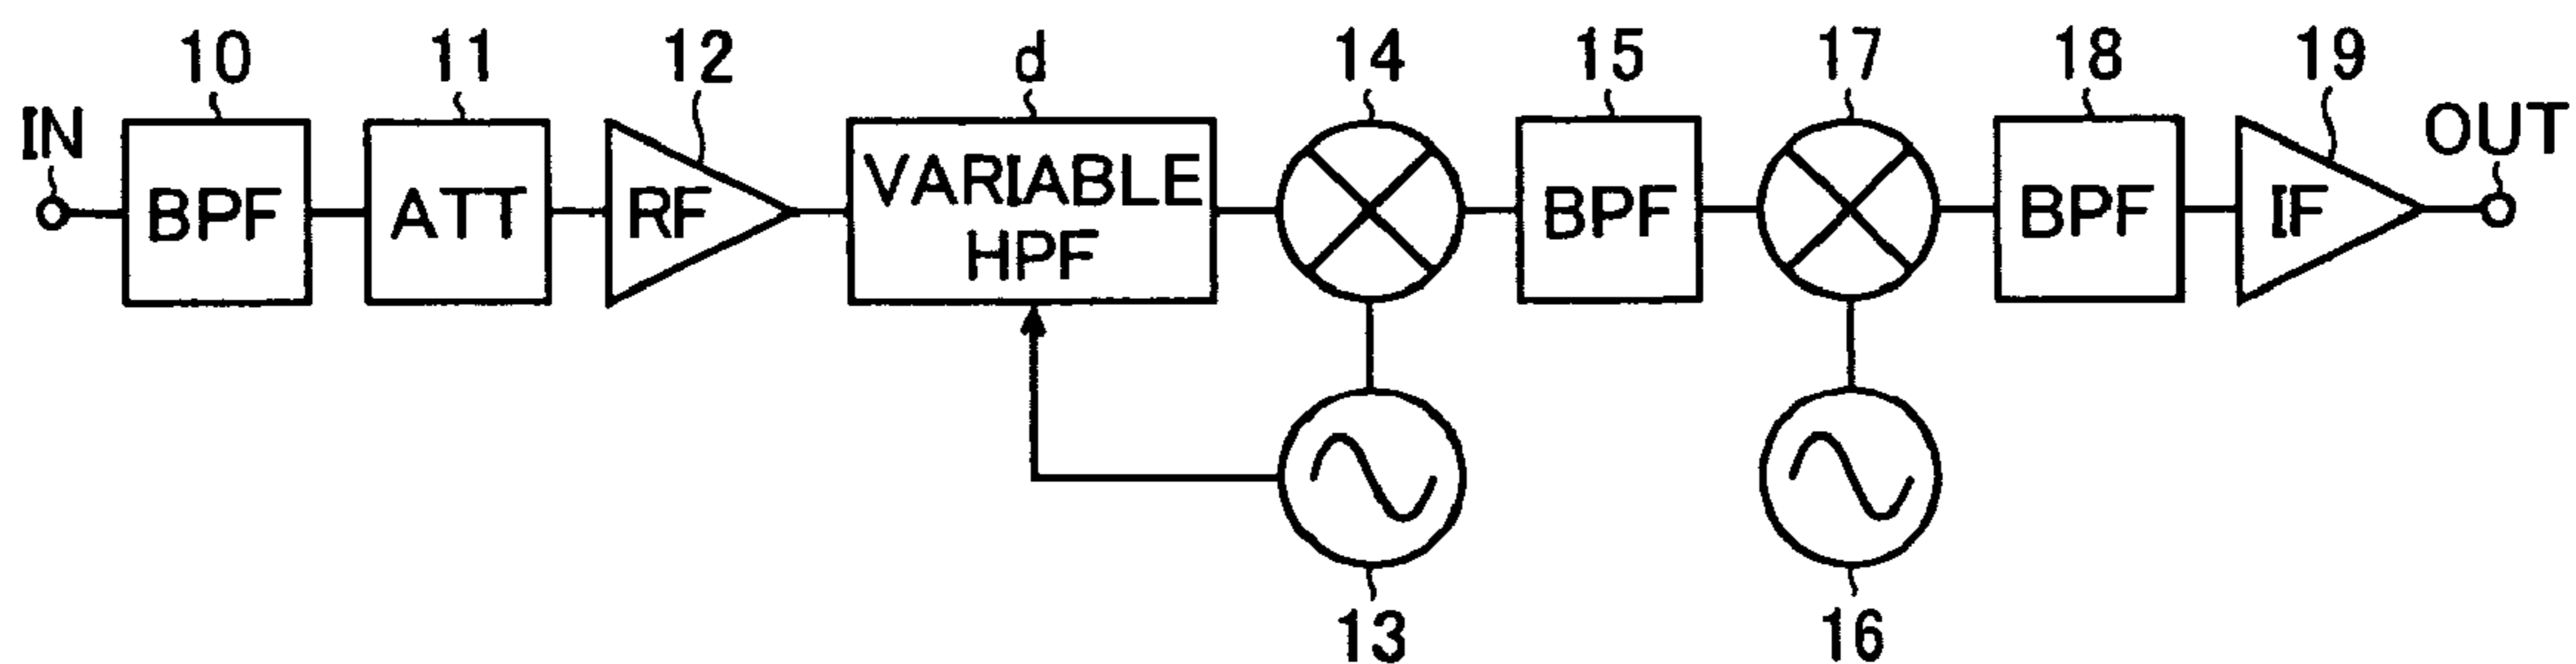 10 11 12 d 14 15 17 18 19
IN OUT
BPF ATT RF VARIABLE HPF BPF BPF IF
13 16